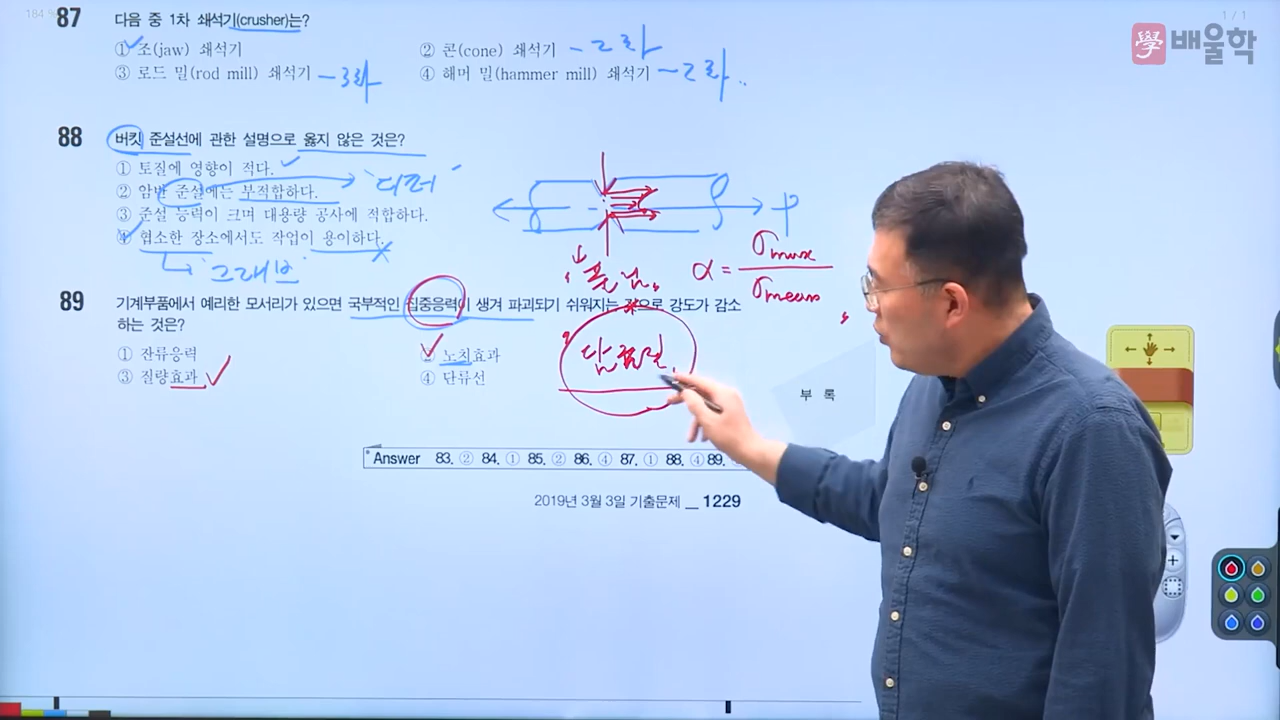 184 %
1 / 1
學 배울학
87 다음 중 1차 쇄석기(crusher)는?
① 조(jaw) 쇄석기 ② 콘(cone) 쇄석기 - 2차
③ 로드 밀(rod mill) 쇄석기 - 3차 ④ 해머 밀(hammer mill) 쇄석기 - 2차
88 버킷 준설선에 관한 설명으로 옳지 않은 것은?
① 토질에 영향이 적다.
② 암반 준설에는 부적합하다. "디퍼"
③ 준설 능력이 크며 대용량 공사에 적합하다.
④ 협소한 장소에서도 작업이 용이하다.
"그래브"
P
α = σmax / σmean
89 기계부품에서 예리한 모서리가 있으면 국부적인 집중응력이 생겨 파괴되기 쉬워지는 것으로 강도가 감소
하는 것은?
① 잔류응력 ② 노치효과
③ 질량효과 ④ 단류선
부 록
* Answer 83. ② 84. ① 85. ② 86. ④ 87. ① 88. ④ 89.
2019년 3월 3일 기출문제 _ 1229